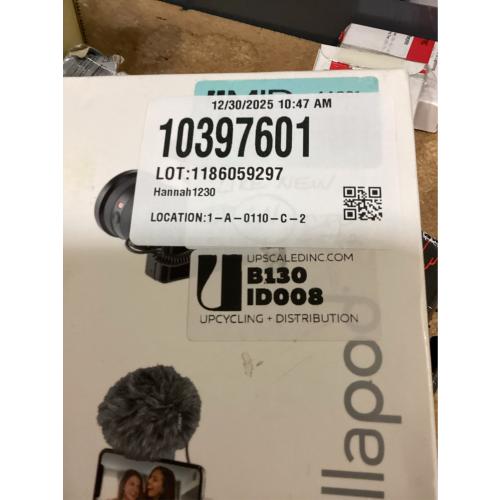 12/30/2025 10:47 AM
10397601
LOT:1186059297
Hannah1230
LOCATION:1-A-0110-C-2
UPSCALEDINC.COM
B130
ID008
UPCYCLING + DISTRIBUTION
illapod